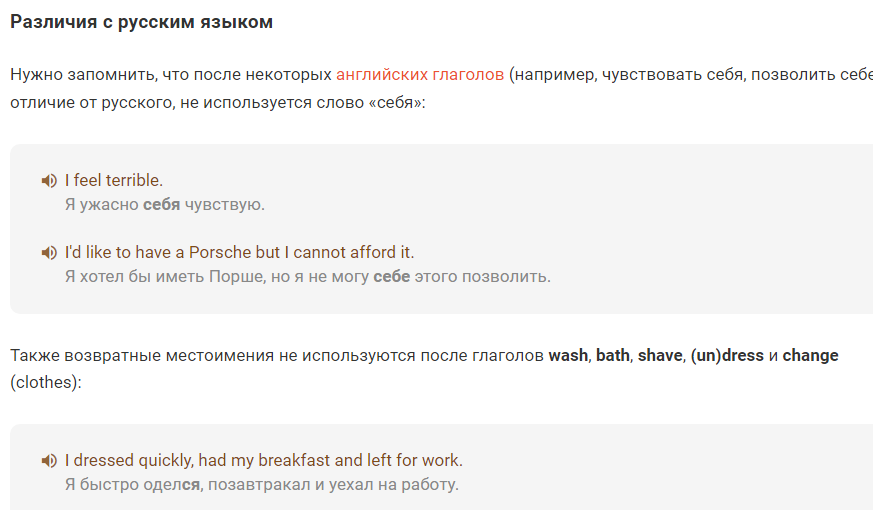 Различия с русским языком
Нужно запомнить, что после некоторых английских глаголов (например, чувствовать себя, позволить себе
отличие от русского, не используется слово «себя»:
I feel terrible.
Я ужасно себя чувствую.
I'd like to have a Porsche but I cannot afford it.
Я хотел бы иметь Порше, но я не могу себе этого позволить.
Также возвратные местоимения не используются после глаголов wash, bath, shave, (un)dress и change
(clothes):
I dressed quickly, had my breakfast and left for work.
Я быстро оделся, позавтракал и уехал на работу.